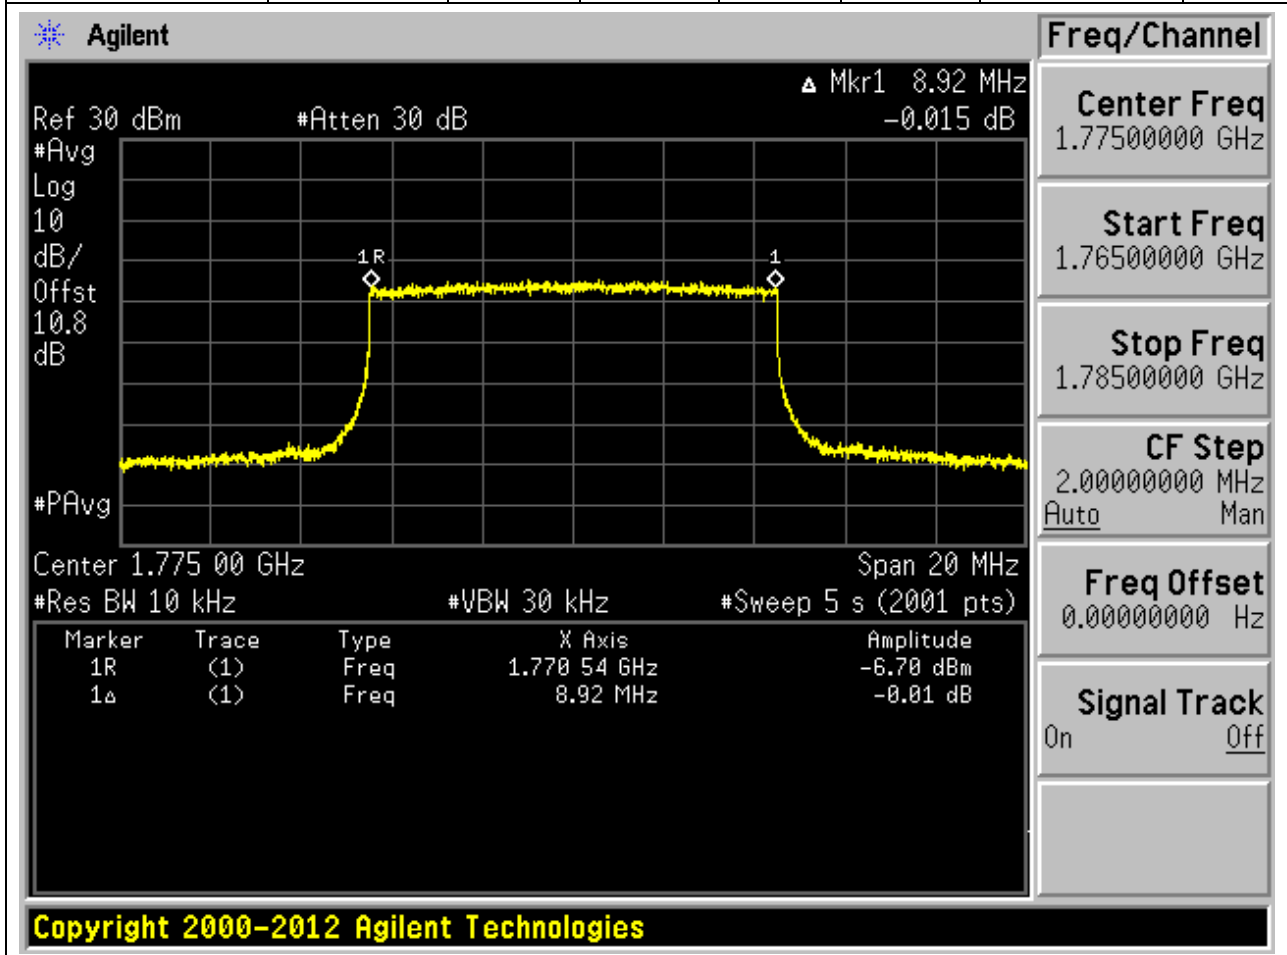 Agilent
Freq/Channel
▵ Mkr1 8.92 MHz
Ref 30 dBm #Atten 30 dB -0.015 dB
#Avg
Log
10
dB/
Offst
10.8
dB
1R
1
#PAvg
Center 1.775 00 GHz Span 20 MHz
#Res BW 10 kHz #VBW 30 kHz #Sweep 5 s (2001 pts)
Marker Trace Type X Axis Amplitude
1R (1) Freq 1.770 54 GHz -6.70 dBm
1▵ (1) Freq 8.92 MHz -0.01 dB
Center Freq
1.77500000 GHz
Start Freq
1.76500000 GHz
Stop Freq
1.78500000 GHz
CF Step
2.00000000 MHz
Auto Man
Freq Offset
0.00000000 Hz
Signal Track
On Off
Copyright 2000-2012 Agilent Technologies